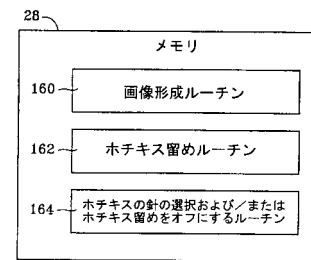 28
メモリ
160
画像形成ルーチン
162
ホチキス留めルーチン
164
ホチキスの針の選択および/または
ホチキス留めをオフにするルーチン